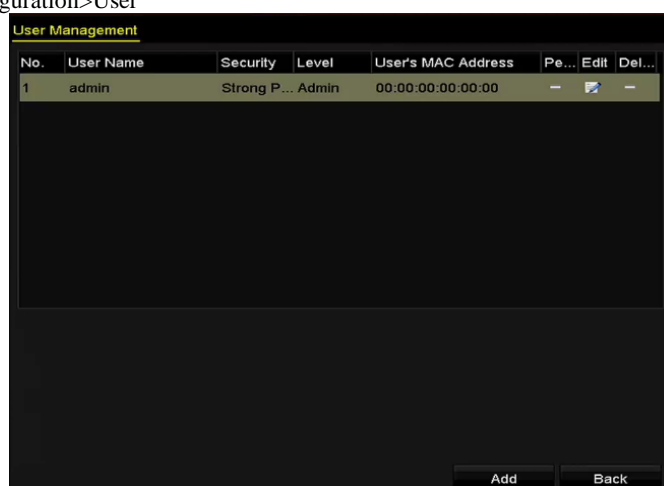 guration>User
User Management
No. User Name Security Level User's MAC Address Pe... Edit Del...
1 admin Strong P... Admin 00:00:00:00:00:00 — —
Add Back